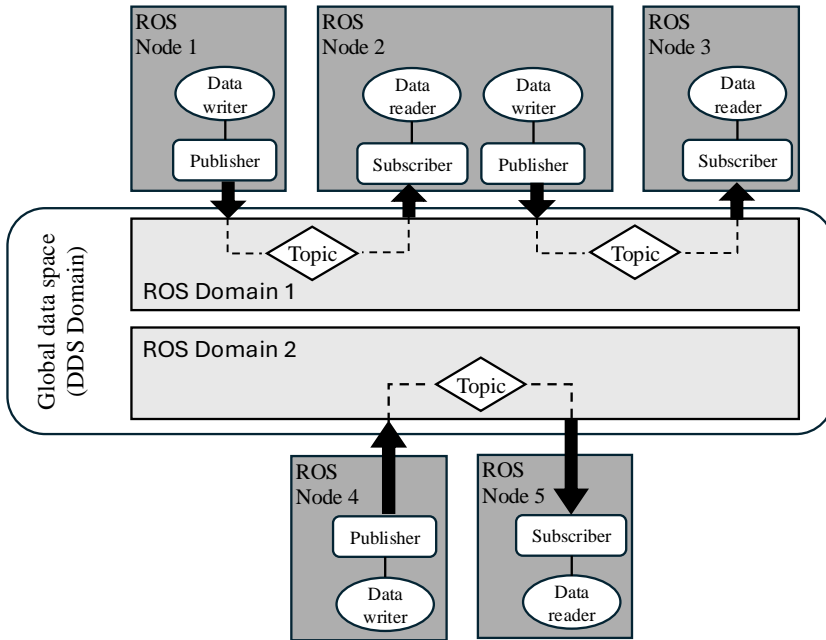 ROS
Node 1
Data
writer
Publisher
ROS
Node 2
Data
reader
Subscriber
Data
writer
Publisher
ROS
Node 3
Data
reader
Subscriber
Global data space
(DDS Domain)
Topic
Topic
ROS Domain 1
ROS Domain 2
Topic
ROS
Node 4
Publisher
Data
writer
ROS
Node 5
Subscriber
Data
reader